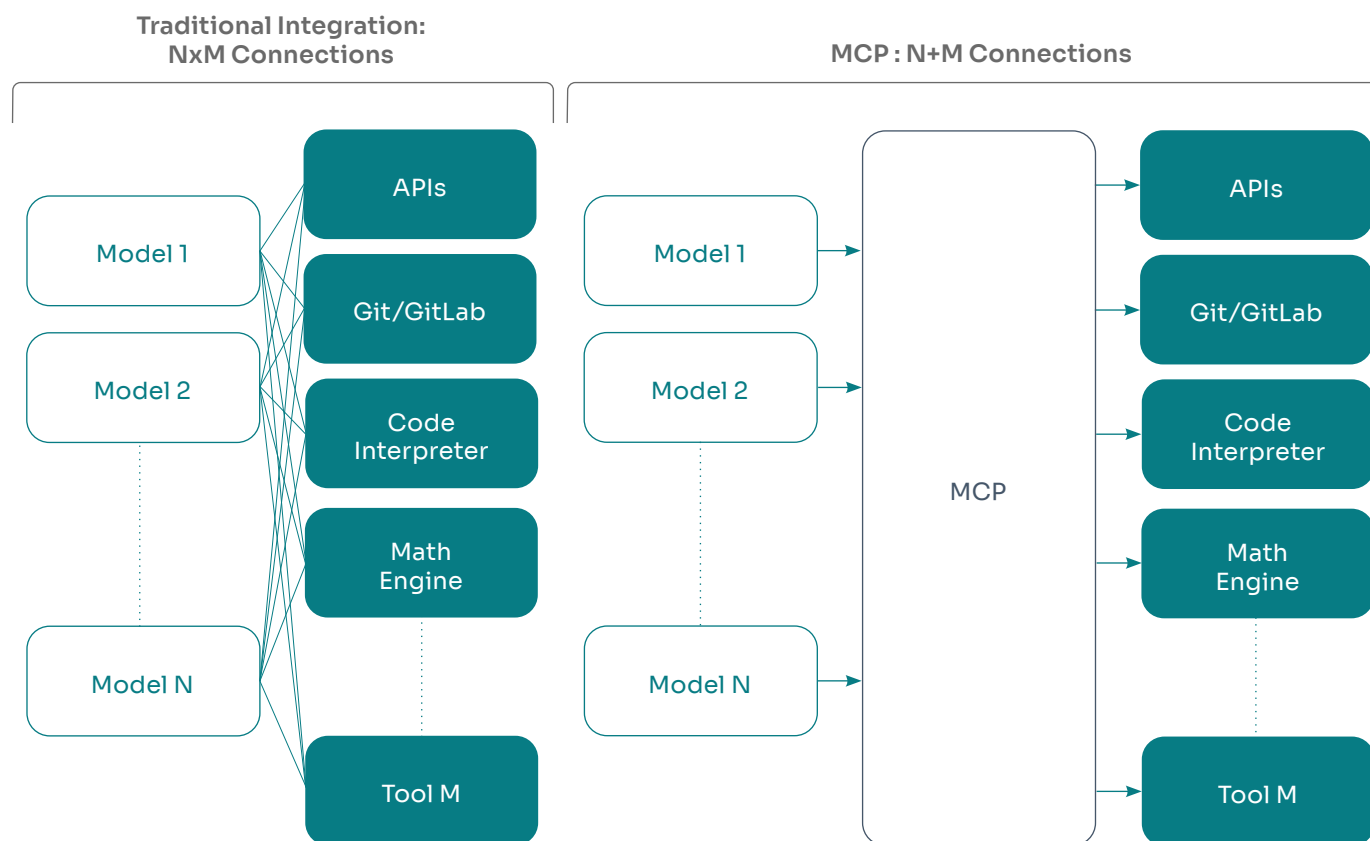 Traditional Integration:
NxM Connections
APIs
Model 1
Git/GitLab
Model 2
Code
Interpreter
Math
Engine
Model N
Tool M
MCP : N+M Connections
Model 1
Model 2
Model N
MCP
APIs
Git/GitLab
Code
Interpreter
Math
Engine
Tool M